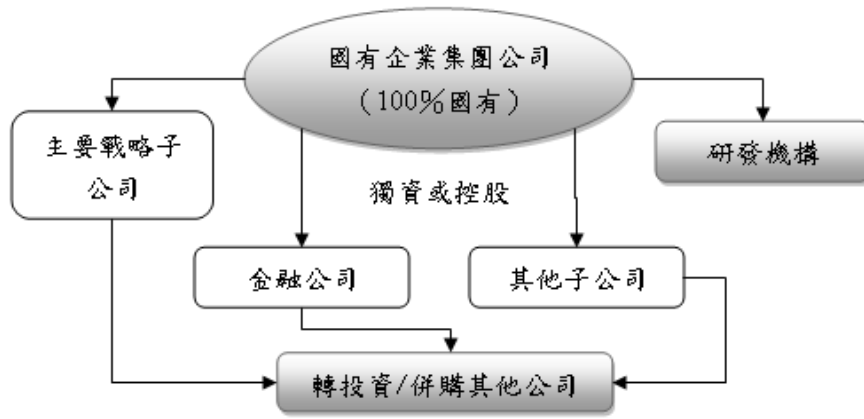 國有企業集團公司
（100%國有）
主要戰略子
公司
研發機構
獨資或控股
金融公司
其他子公司
轉投資/併購其他公司